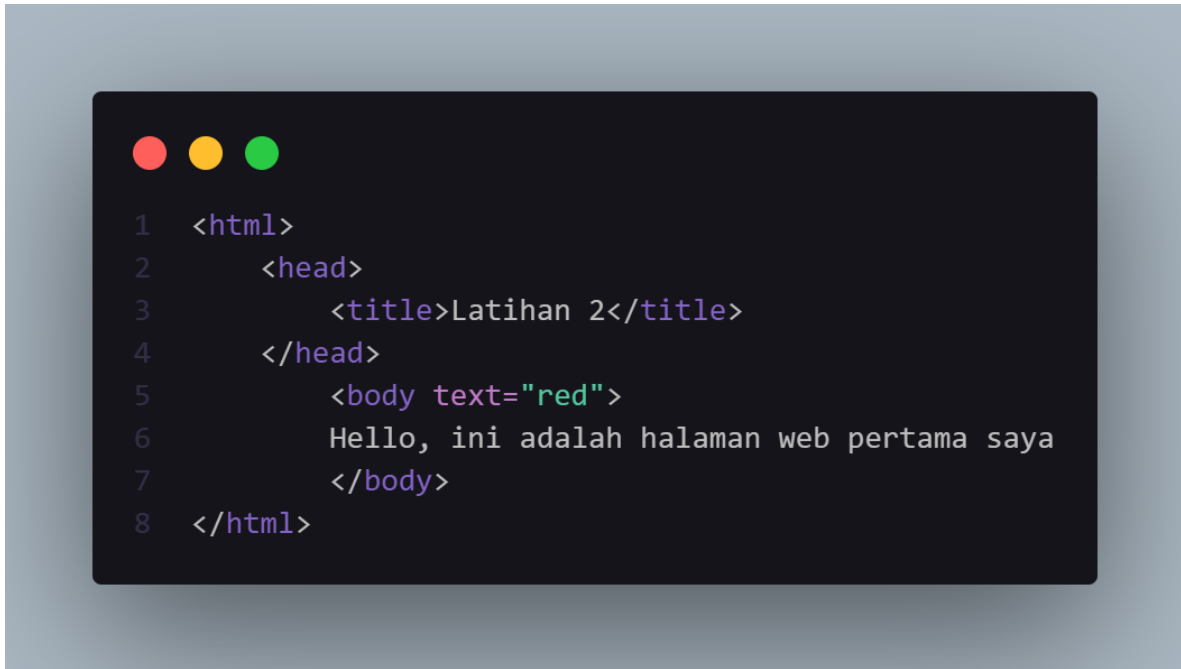 1 <html>
2 <head>
3 <title>Latihan 2</title>
4 </head>
5 <body text="red">
6 Hello, ini adalah halaman web pertama saya
7 </body>
8 </html>